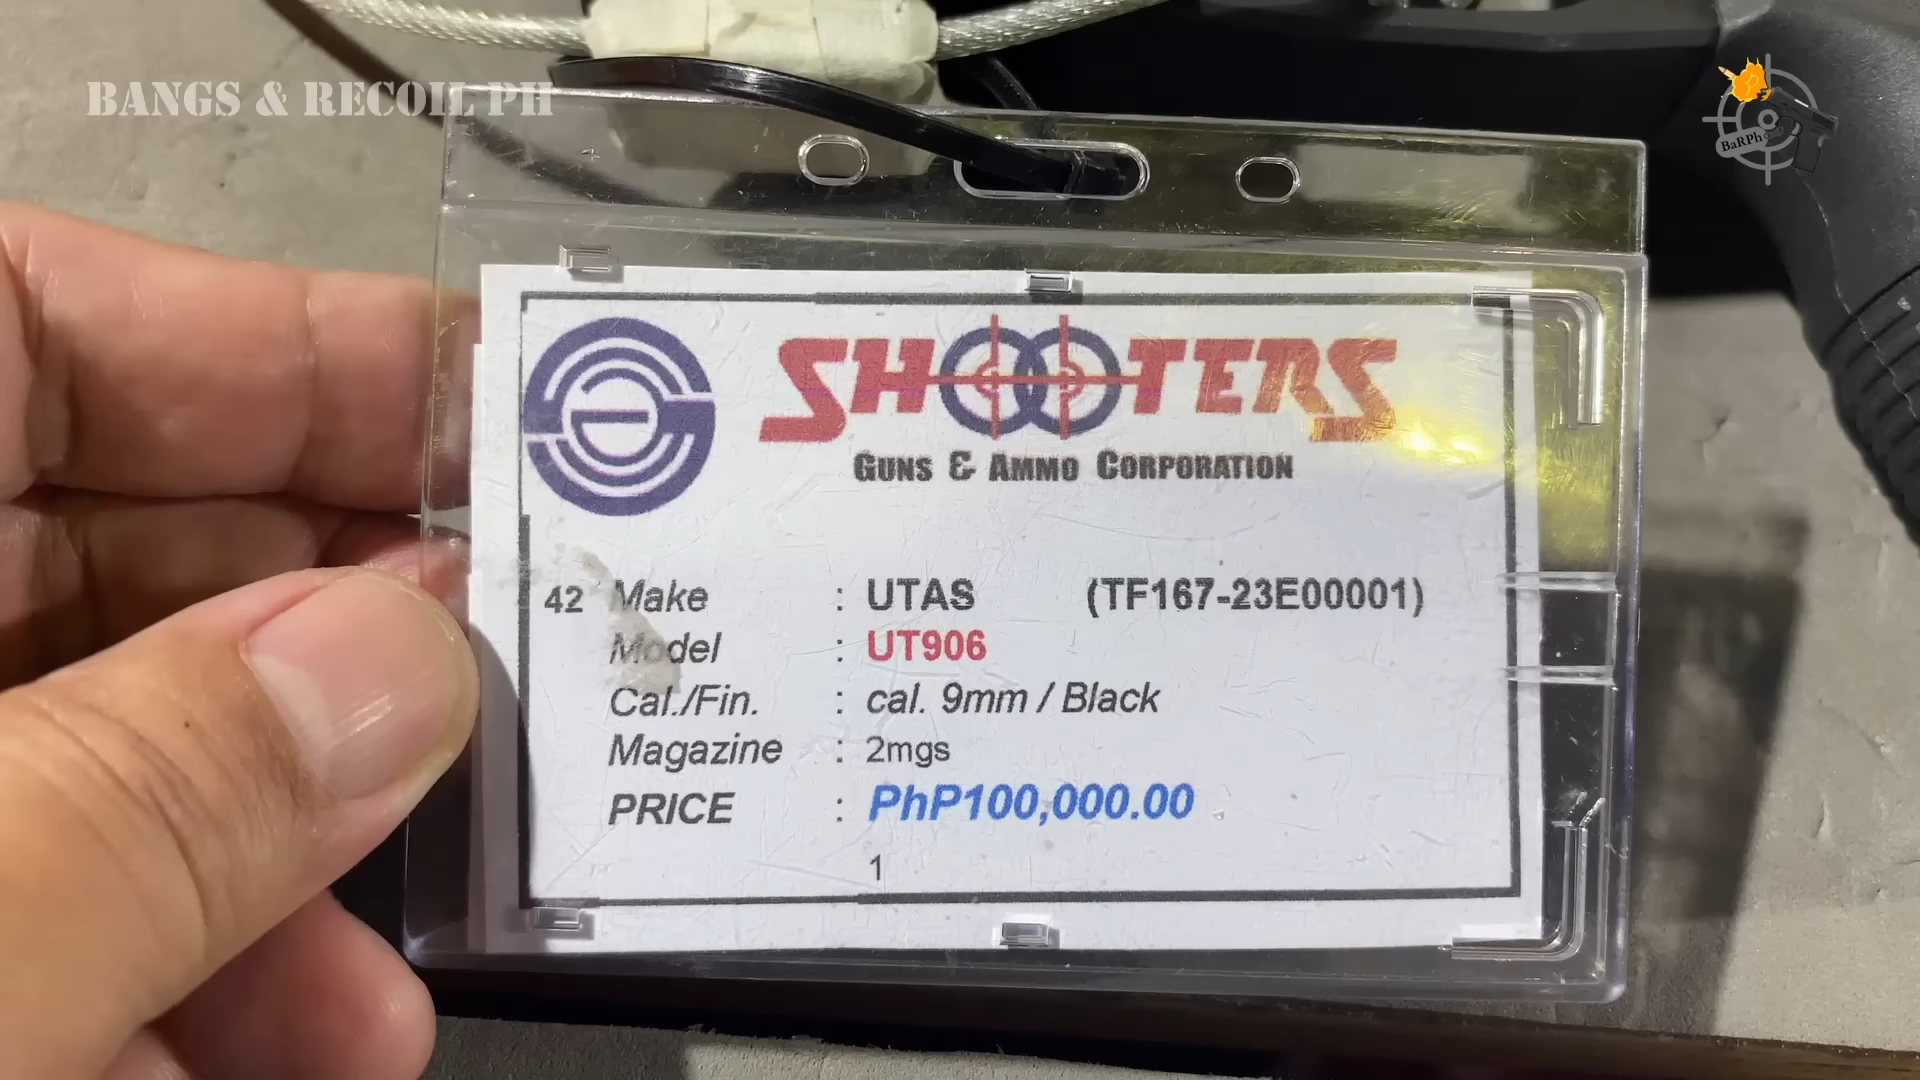 BANGS & RECOIL PH
BaRPh
SHOOTERS
GUNS & AMMO CORPORATION
42 Make : UTAS (TF167-23E00001)
Model : UT906
Cal./Fin. : cal. 9mm / Black
Magazine : 2mgs
PRICE : PhP100,000.00
1